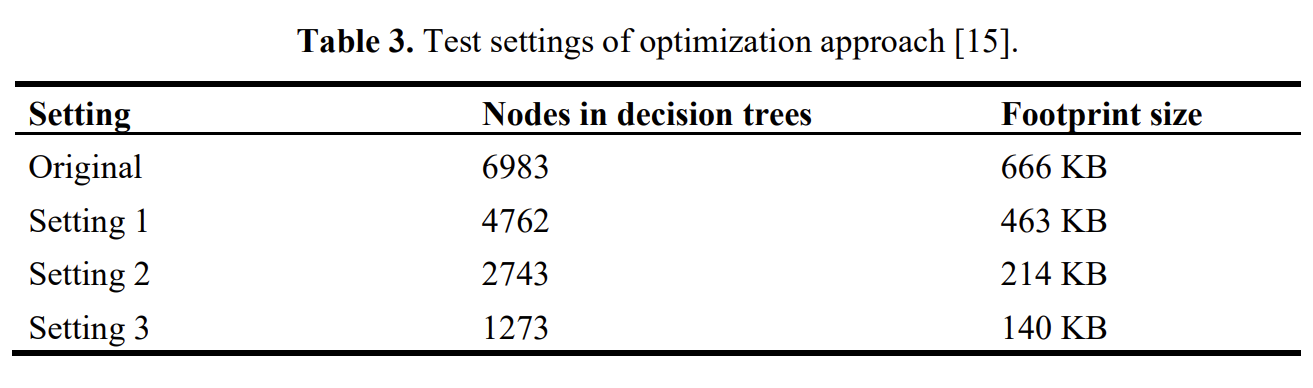 Table 3. Test settings of optimization approach [15].
Setting Nodes in decision trees Footprint size
Original 6983 666 KB
Setting 1 4762 463 KB
Setting 2 2743 214 KB
Setting 3 1273 140 KB